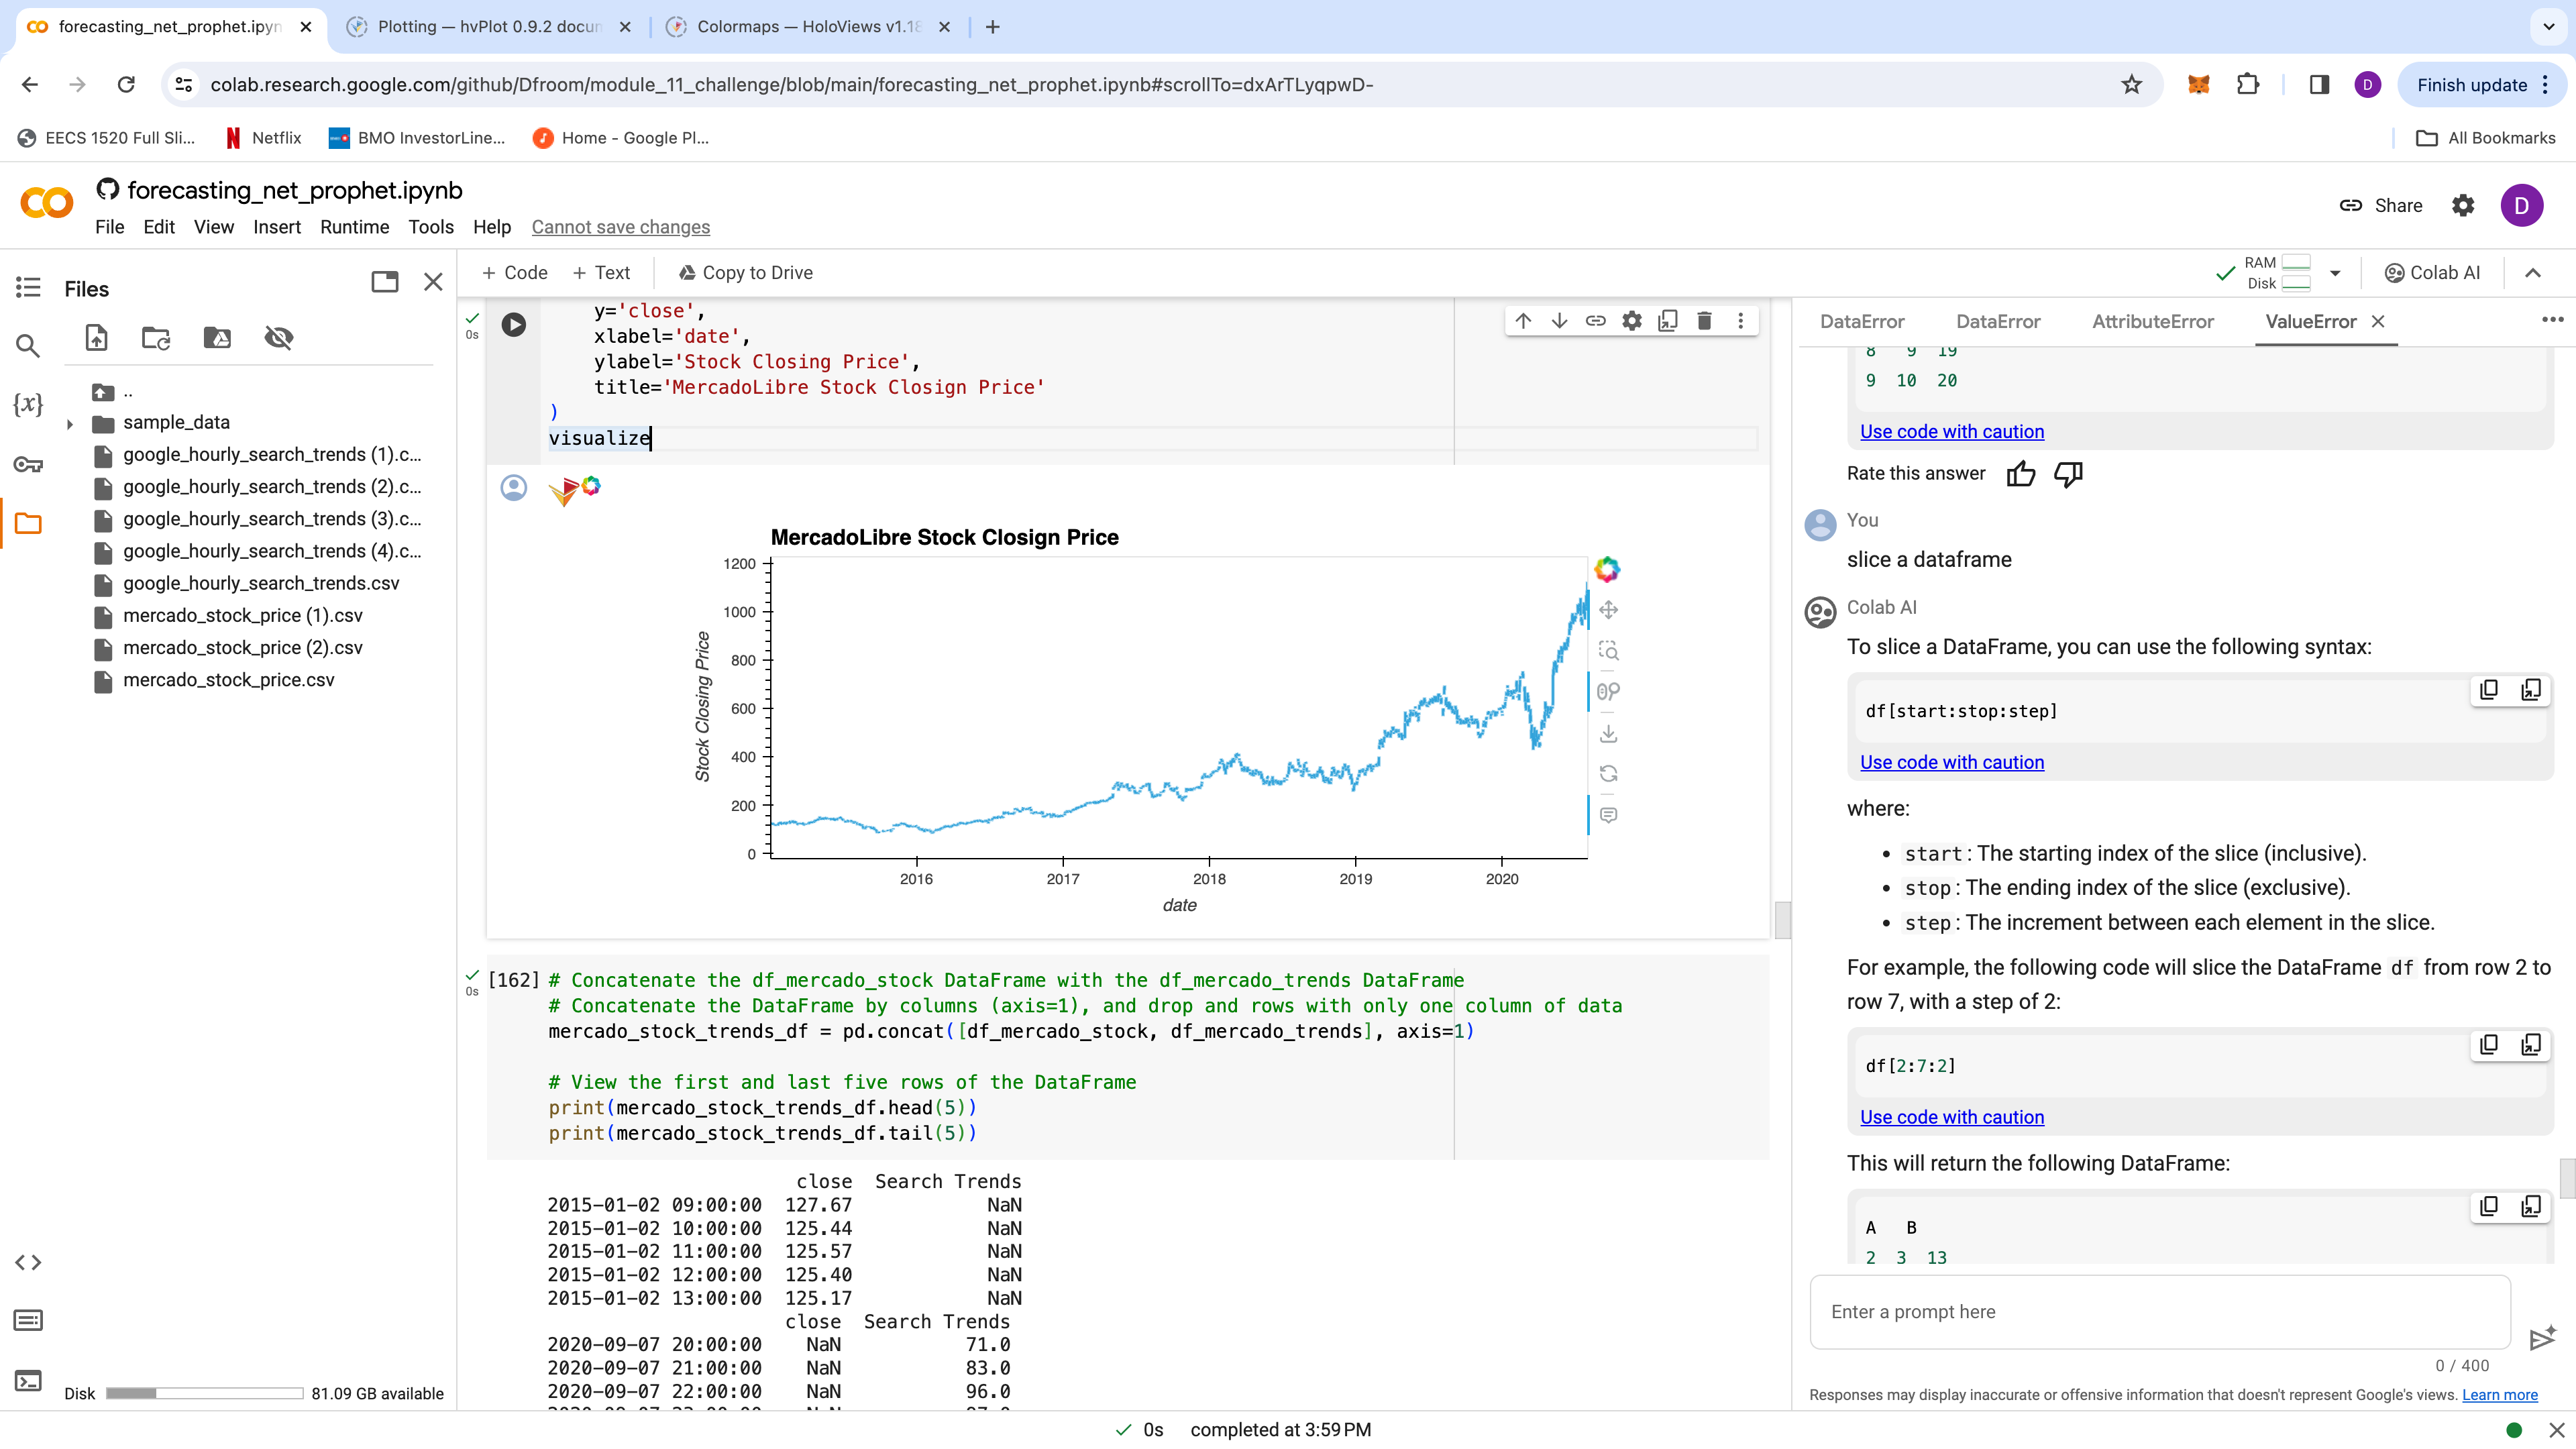 forecasting_net_prophet.ipyn
Plotting — hvPlot 0.9.2 docun
Colormaps — HoloViews v1.18
colab.research.google.com/github/Dfroom/module_11_challenge/blob/main/forecasting_net_prophet.ipynb#scrollTo=dxArTLyqpwD-
D
Finish update
EECS 1520 Full Sli...
Netflix
BMO InvestorLine...
Home - Google Pl...
All Bookmarks
forecasting_net_prophet.ipynb
File Edit View Insert Runtime Tools Help Cannot save changes
Share
D
Files
..
sample_data
google_hourly_search_trends (1).c...
google_hourly_search_trends (2).c...
google_hourly_search_trends (3).c...
google_hourly_search_trends (4).c...
google_hourly_search_trends.csv
mercado_stock_price (1).csv
mercado_stock_price (2).csv
mercado_stock_price.csv
{x}
Disk 81.09 GB available
+ Code + Text Copy to Drive
RAM
Disk
Colab AI
0s
y='close',
xlabel='date',
ylabel='Stock Closing Price',
title='MercadoLibre Stock Closign Price'
)
visualize
MercadoLibre Stock Closign Price
1200
1000
800
600
400
200
0
Stock Closing Price
2016 2017 2018 2019 2020
date
0s
[162] # Concatenate the df_mercado_stock DataFrame with the df_mercado_trends DataFrame
# Concatenate the DataFrame by columns (axis=1), and drop and rows with only one column of data
mercado_stock_trends_df = pd.concat([df_mercado_stock, df_mercado_trends], axis=1)
# View the first and last five rows of the DataFrame
print(mercado_stock_trends_df.head(5))
print(mercado_stock_trends_df.tail(5))
close Search Trends
2015-01-02 09:00:00 127.67 NaN
2015-01-02 10:00:00 125.44 NaN
2015-01-02 11:00:00 125.57 NaN
2015-01-02 12:00:00 125.40 NaN
2015-01-02 13:00:00 125.17 NaN
close Search Trends
2020-09-07 20:00:00 NaN 71.0
2020-09-07 21:00:00 NaN 83.0
2020-09-07 22:00:00 NaN 96.0
DataError DataError AttributeError ValueError
8 9 19
9 10 20
Use code with caution
Rate this answer
You
slice a dataframe
Colab AI
To slice a DataFrame, you can use the following syntax:
df[start:stop:step]
Use code with caution
where:
• start: The starting index of the slice (inclusive).
• stop: The ending index of the slice (exclusive).
• step: The increment between each element in the slice.
For example, the following code will slice the DataFrame df from row 2 to
row 7, with a step of 2:
df[2:7:2]
Use code with caution
This will return the following DataFrame:
A B
2 3 13
Enter a prompt here
0 / 400
Responses may display inaccurate or offensive information that doesn't represent Google's views. Learn more
0s completed at 3:59 PM